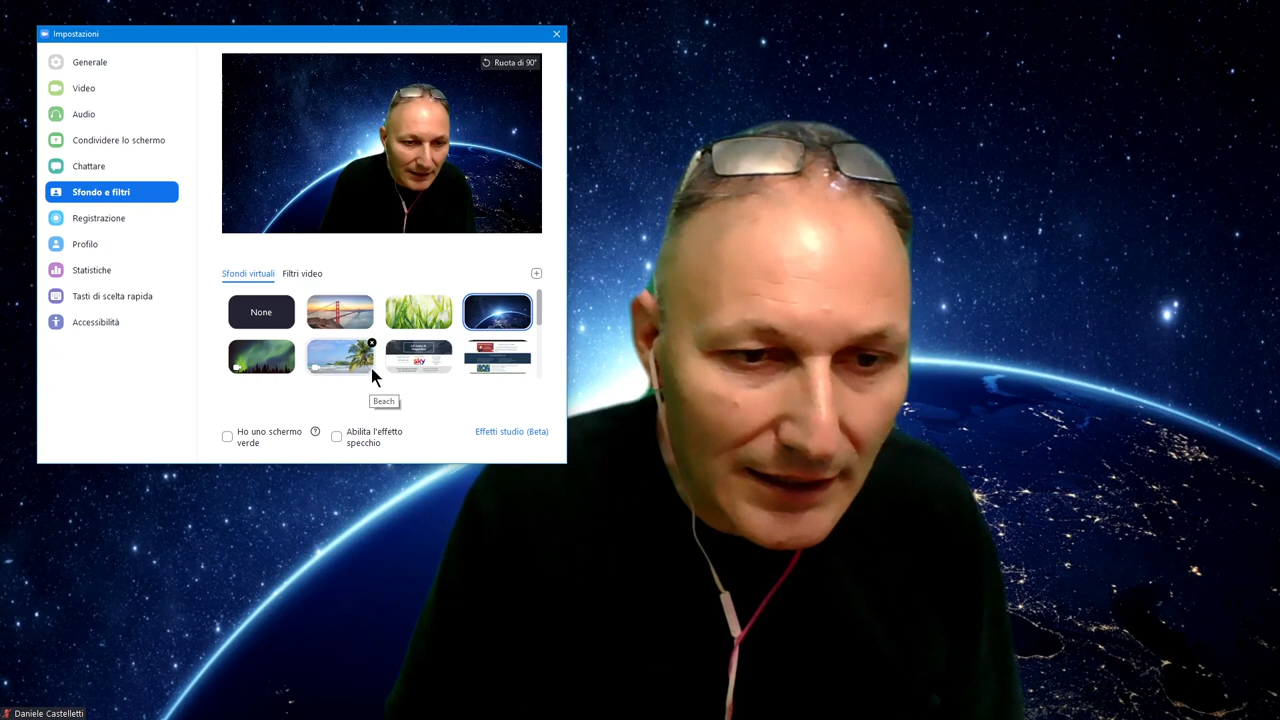 Impostazioni
Generale
Video
Audio
Condividere lo schermo
Chattare
Sfondo e filtri
Registrazione
Profilo
Statistiche
Tasti di scelta rapida
Accessibilità
Ruota di 90°
Sfondi virtuali
Filtri video
None
sky
Beach
Ho uno schermo
verde
Abilita l'effetto
specchio
Effetti studio (Beta)
Daniele Castelletti